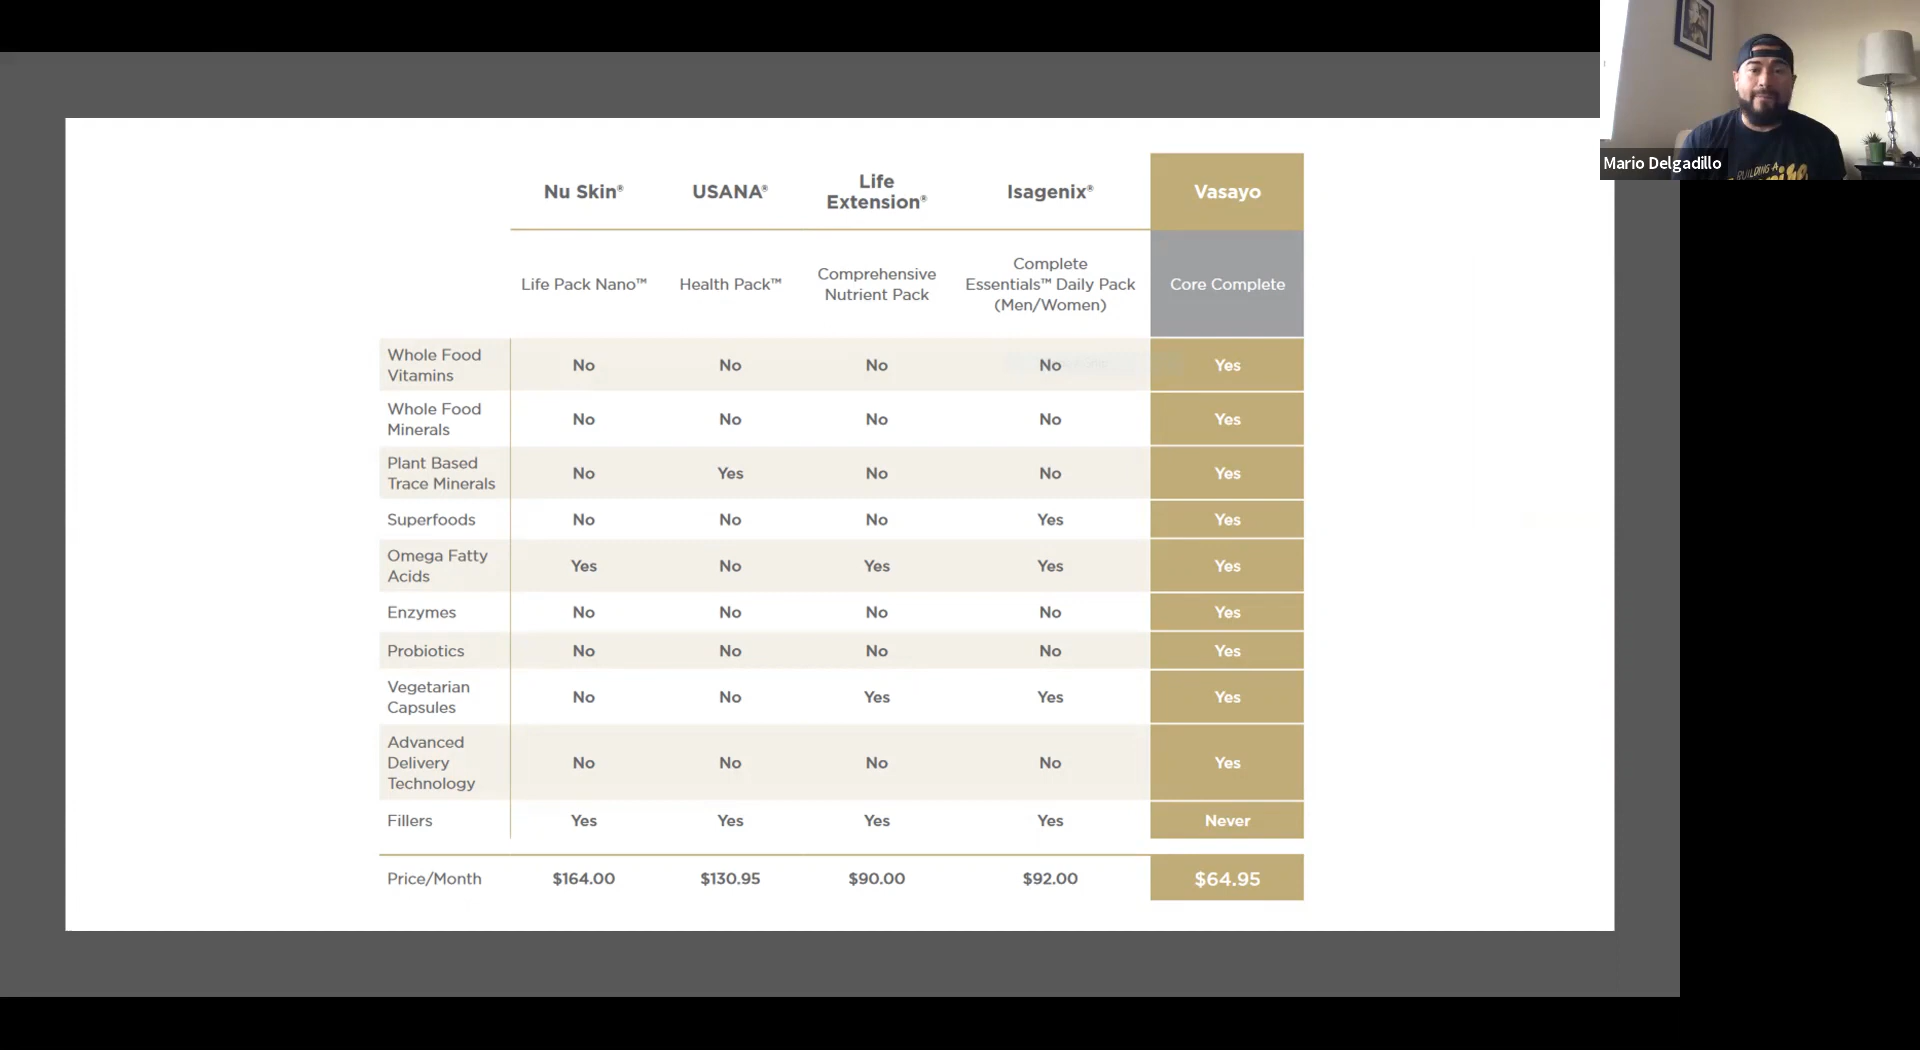 Mario Delgadillo
BUILDING A
Nu Skin® USANA® Life Extension® Isagenix® Vasayo
Life Pack Nano™ Health Pack™ Comprehensive Nutrient Pack Complete Essentials™ Daily Pack (Men/Women) Core Complete
Whole Food Vitamins No No No No Yes
Whole Food Minerals No No No No Yes
Plant Based Trace Minerals No Yes No No Yes
Superfoods No No No Yes Yes
Omega Fatty Acids Yes No Yes Yes Yes
Enzymes No No No No Yes
Probiotics No No No No Yes
Vegetarian Capsules No No Yes Yes Yes
Advanced Delivery Technology No No No No Yes
Fillers Yes Yes Yes Yes Never
Price/Month $164.00 $130.95 $90.00 $92.00 $64.95